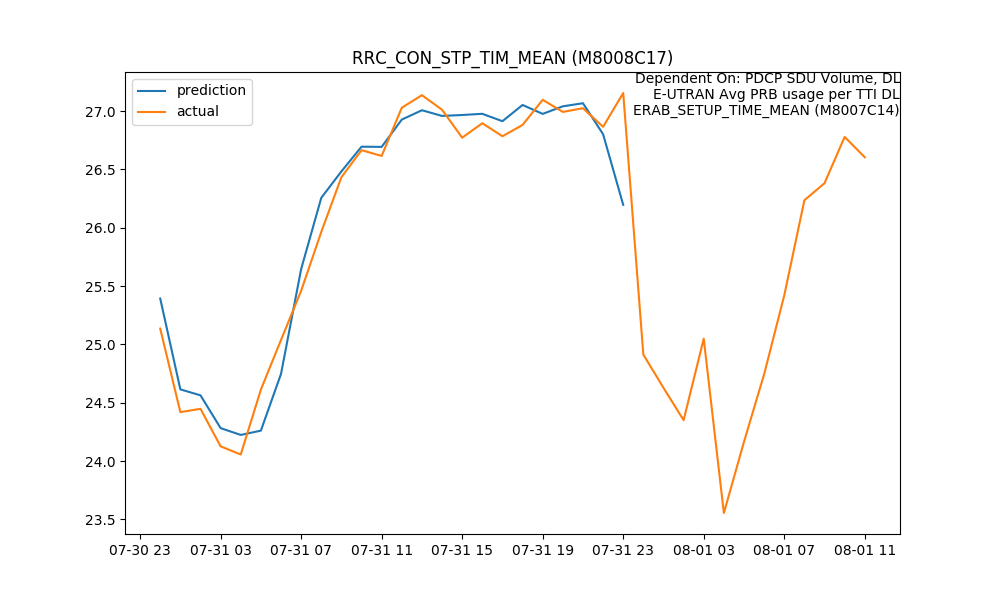 RRC_CON_STP_TIM_MEAN (M8008C17)
prediction
actual
Dependent On: PDCP SDU Volume, DL
E-UTRAN Avg PRB usage per TTI DL
ERAB_SETUP_TIME_MEAN (M8007C14)
27.0
26.5
26.0
25.5
25.0
24.5
24.0
23.5
07-30 23 07-31 03 07-31 07 07-31 11 07-31 15 07-31 19 07-31 23 08-01 03 08-01 07 08-01 11